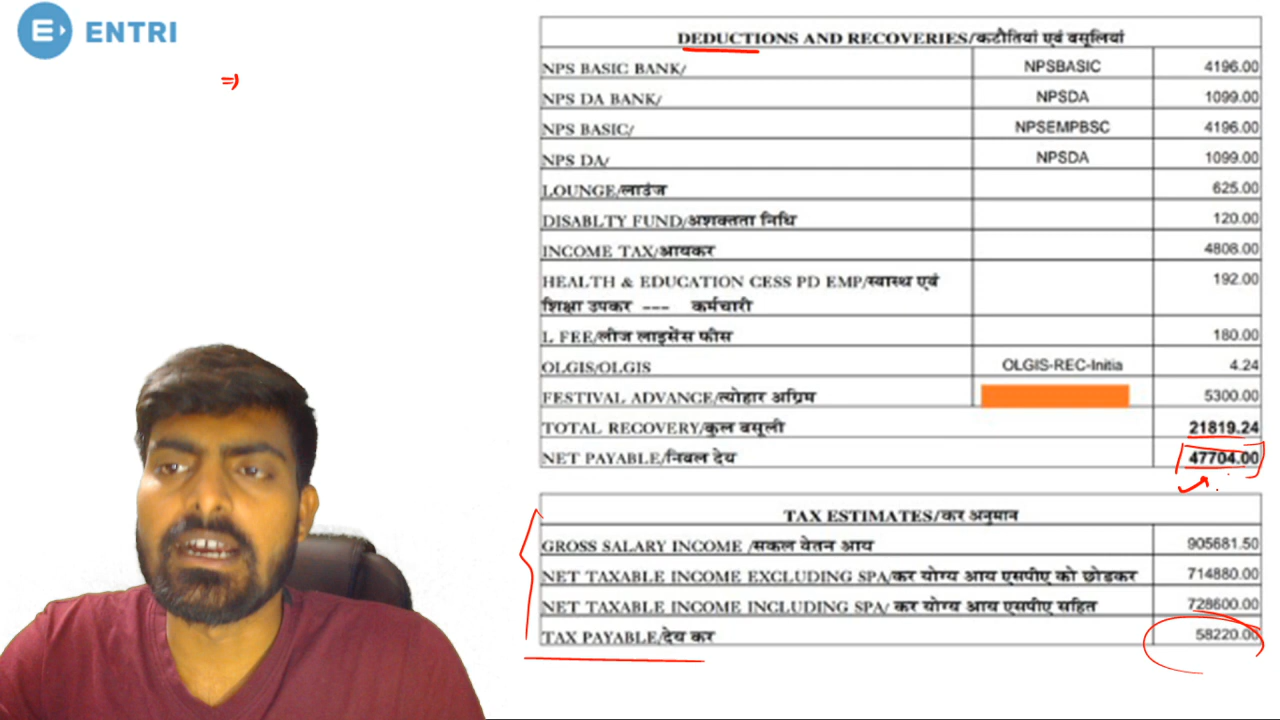 ENTRI
=)
DEDUCTIONS AND RECOVERIES/कटौतियां एवं वसूलियां
NPS BASIC BANK/ NPSBASIC 4196.00
NPS DA BANK/ NPSDA 1099.00
NPS BASIC/ NPSEMPBSC 4196.00
NPS DA/ NPSDA 1099.00
LOUNGE/लाउंज 625.00
DISABLTY FUND/अशक्तता निधि 120.00
INCOME TAX/आयकर 4808.00
HEALTH & EDUCATION CESS PD EMP/स्वास्थ एवं 192.00
शिक्षा उपकर --- कर्मचारी
L FEE/लीज लाइसेंस फीस 180.00
OLGIS/OLGIS OLGIS-REC-Initia 4.24
FESTIVAL ADVANCE/त्योहार अग्रिम 5300.00
TOTAL RECOVERY/कुल वसूली 21819.24
NET PAYABLE/निवल देय 47704.00
TAX ESTIMATES/कर अनुमान
GROSS SALARY INCOME /सकल वेतन आय 905681.50
NET TAXABLE INCOME EXCLUDING SPA/कर योग्य आय एसपीए को छोडकर 714880.00
NET TAXABLE INCOME INCLUDING SPA/ कर योग्य आय एसपीए सहित 728600.00
TAX PAYABLE/देय कर 58220.00